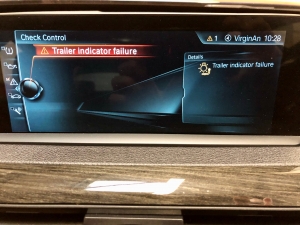 Check Control
1 VirginAn 10:28
Trailer indicator failure
Details
Trailer indicator failure